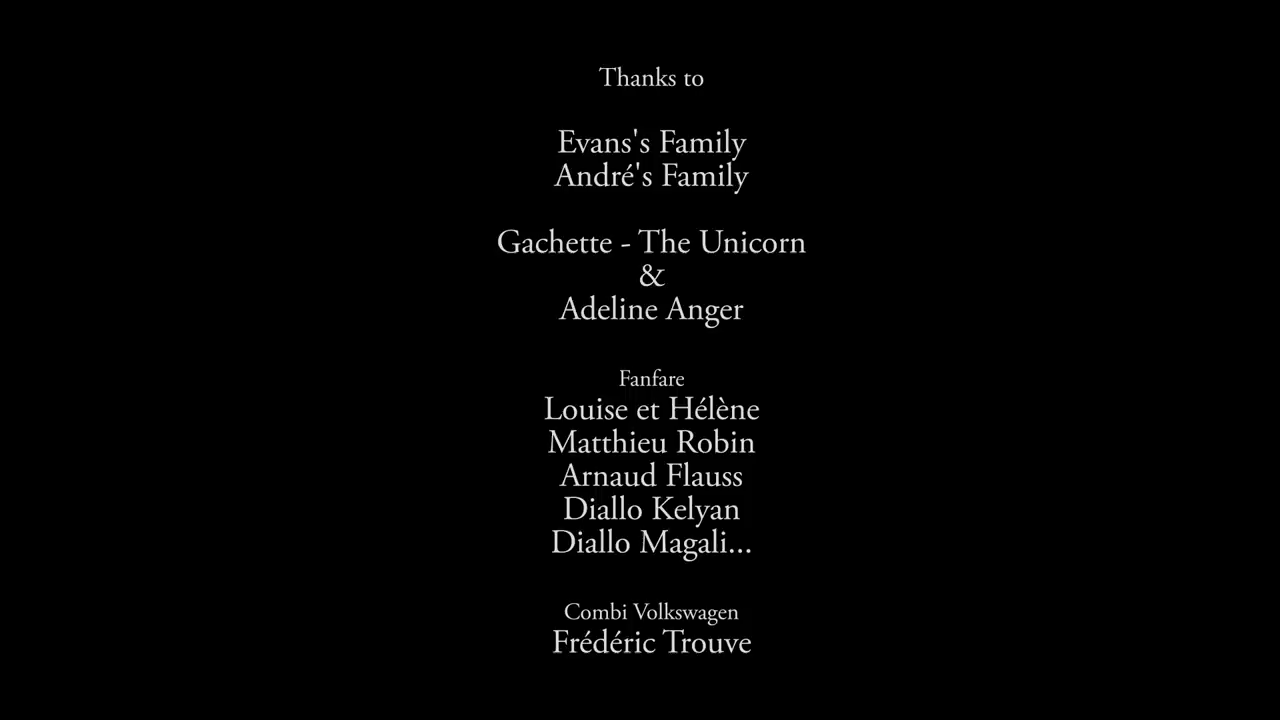 Thanks to
Evans's Family
André's Family
Gachette - The Unicorn
&
Adeline Anger
Fanfare
Louise et Hélène
Matthieu Robin
Arnaud Flauss
Diallo Kelyan
Diallo Magali...
Combi Volkswagen
Frédéric Trouve